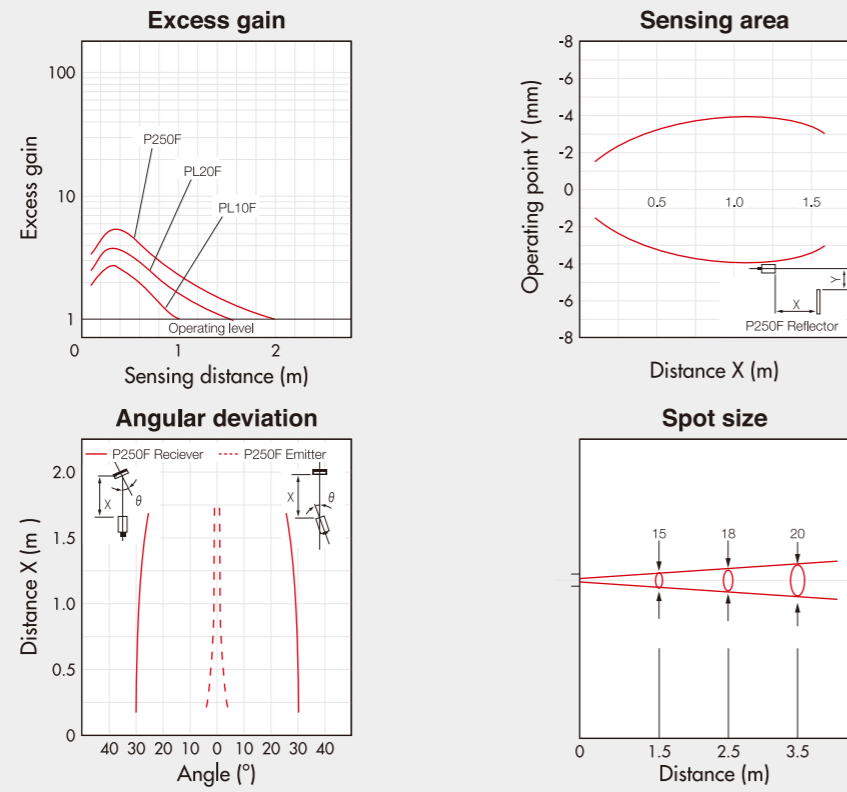 Excess gain
Excess gain
100
10
1
P250F
PL20F
PL10F
Operating level
0
1
2
Sensing distance (m)
Sensing area
Operating point Y (mm)
-8
-6
-4
-2
0
-2
-4
-6
-8
0.5
1.0
1.5
Y
X
P250F Reflector
Distance X (m)
Angular deviation
P250F Reciever
P250F Emitter
X
θ
X
θ
Distance X (m )
2.0
1.5
1.0
0.5
0
40 30 20 10 0 10 20 30 40
Angle (°)
Spot size
15
18
20
0
1.5
2.5
3.5
Distance (m)